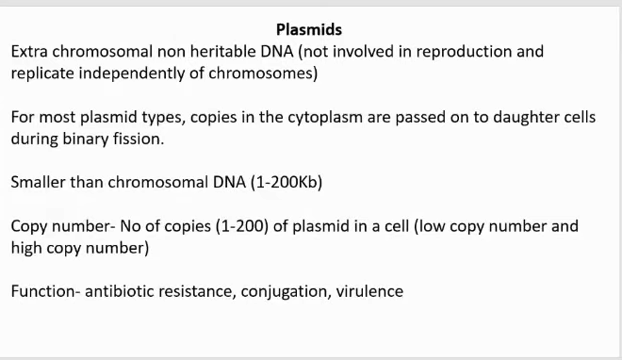 Plasmids
Extra chromosomal non heritable DNA (not involved in reproduction and
replicate independently of chromosomes)
For most plasmid types, copies in the cytoplasm are passed on to daughter cells
during binary fission.
Smaller than chromosomal DNA (1-200Kb)
Copy number- No of copies (1-200) of plasmid in a cell (low copy number and
high copy number)
Function- antibiotic resistance, conjugation, virulence